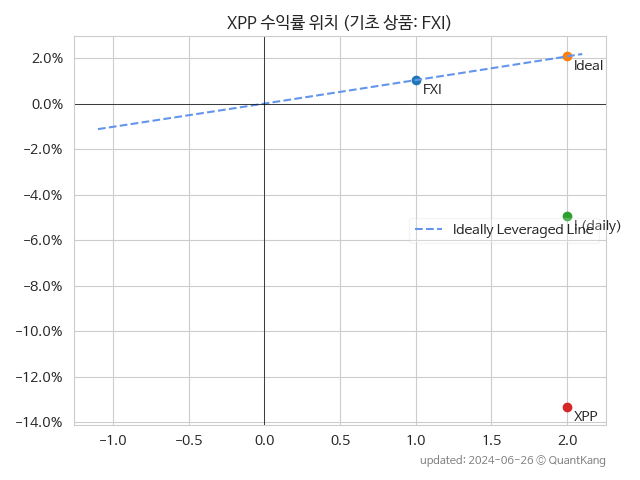 XPP 수익률 위치 (기초 상품: FXI)
2.0%
0.0%
−2.0%
−4.0%
−6.0%
−8.0%
−10.0%
−12.0%
−14.0%
Ideal
FXI
(daily)
Ideally Leveraged Line
XPP
−1.0
−0.5
0.0
0.5
1.0
1.5
2.0
updated: 2024-06-26 © QuantKang